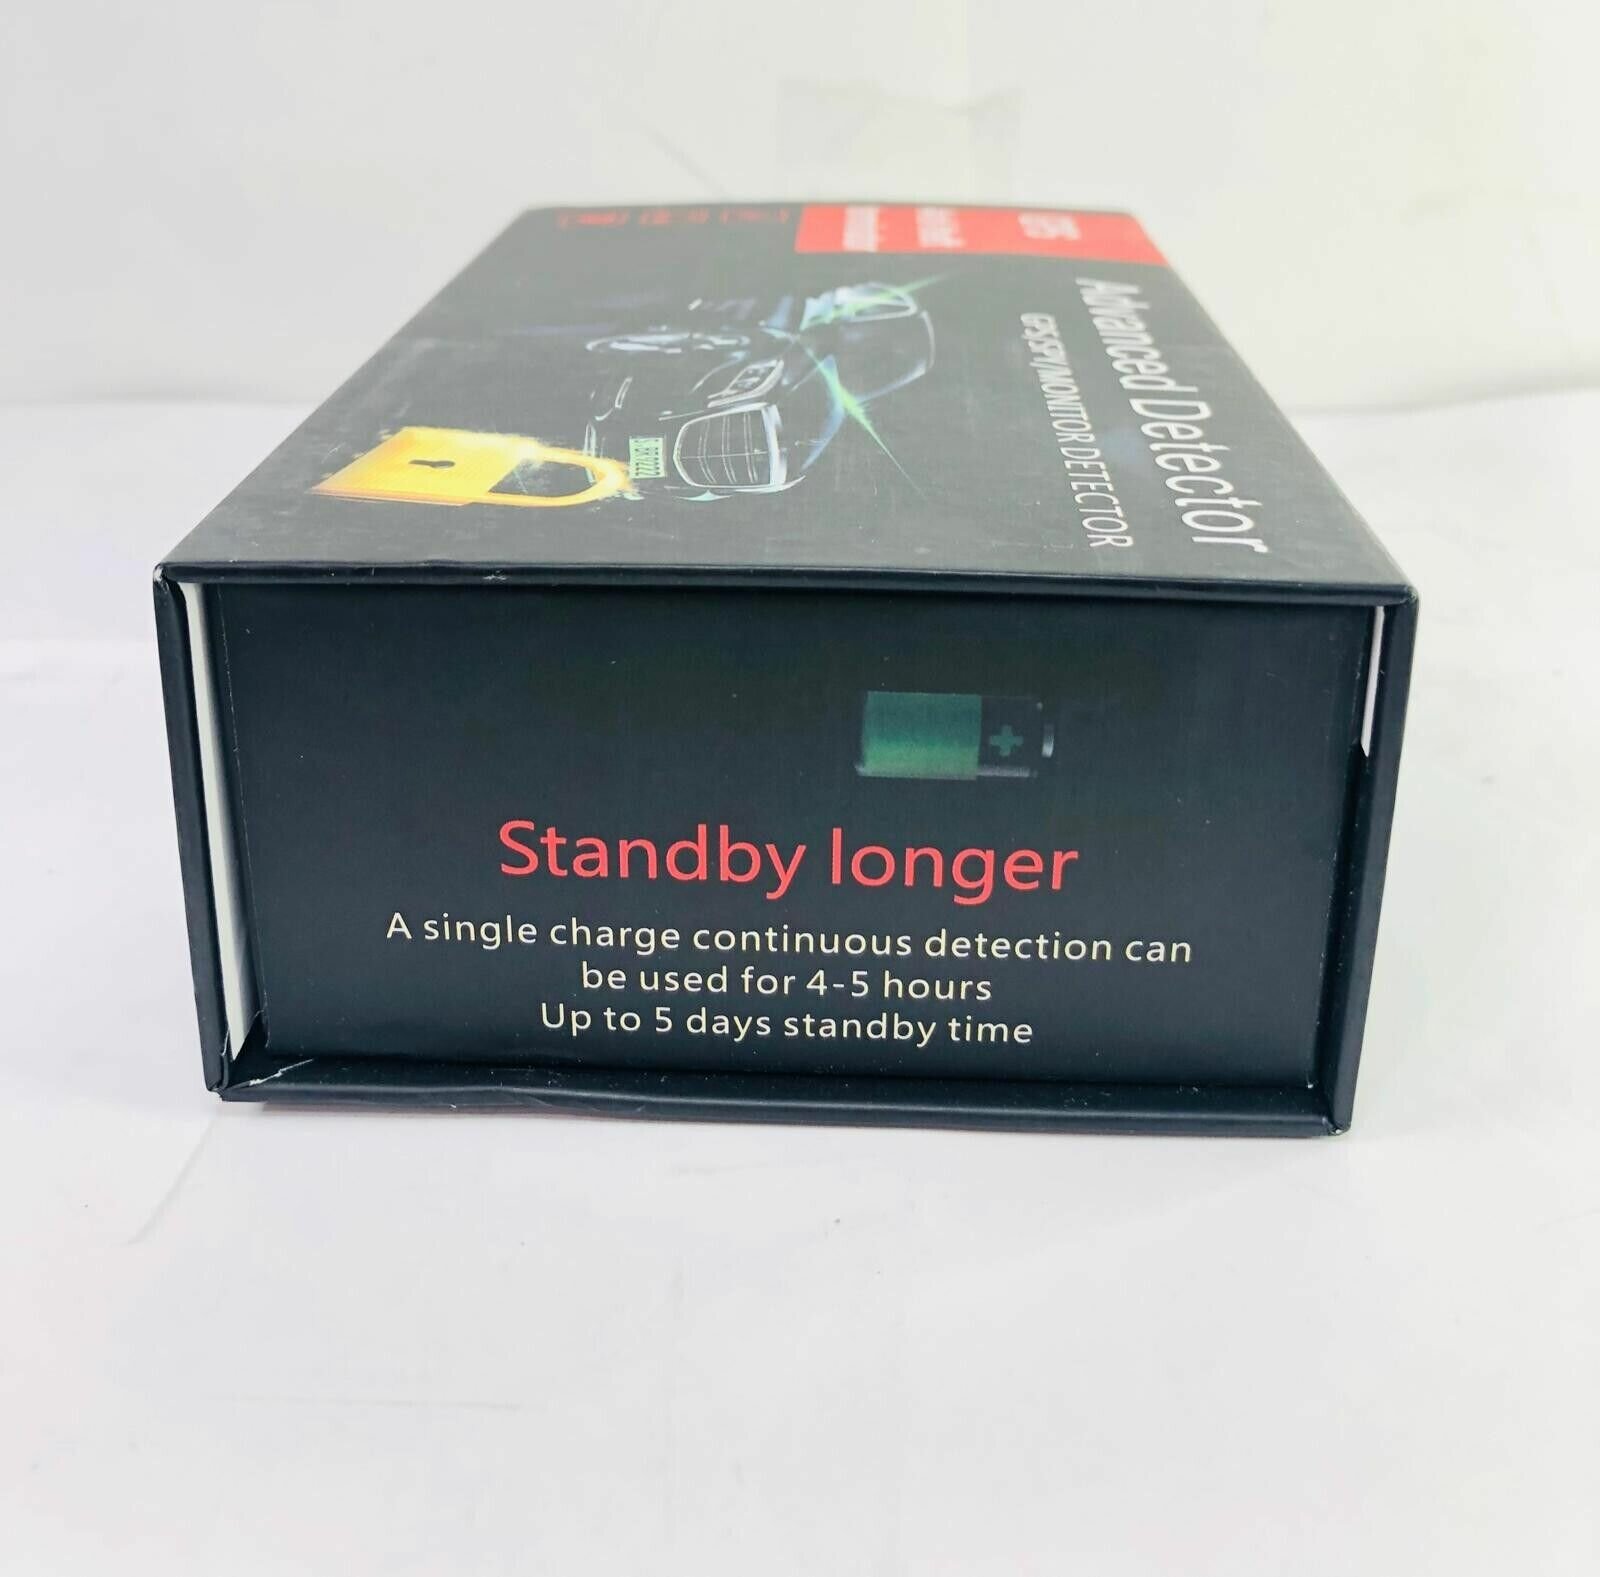 GPS
Advanced Detector
GPS SPY/MONITOR DETECTOR
Standby longer
A single charge continuous detection can
be used for 4-5 hours
Up to 5 days standby time